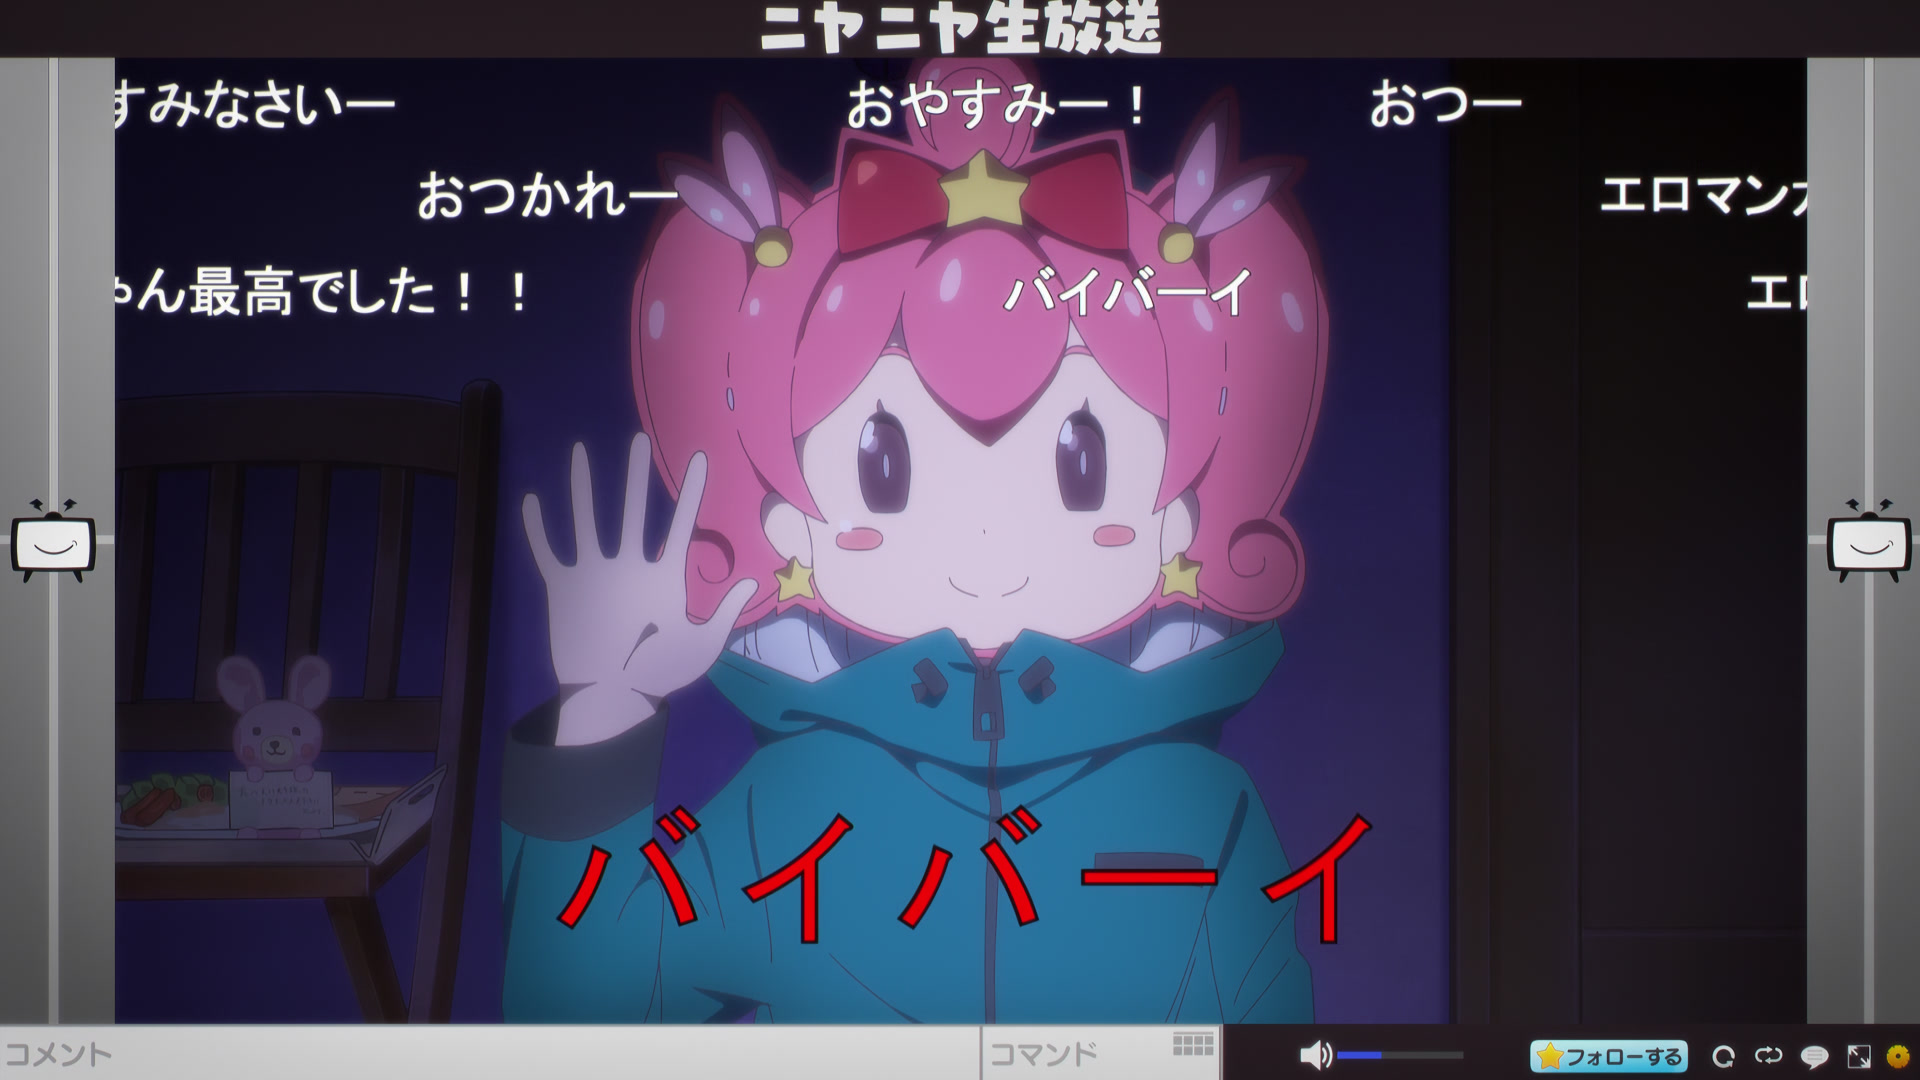 ニヤニヤ生放送
すみなさいー
おやすみー！
おつー
おつかれー
エロマンガ
ゃん最高でした！！
バイバーイ
エロ
バイバーイ
コメント
コマンド
フォローする